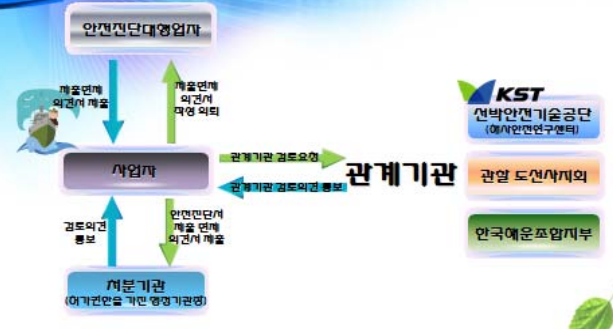 안전진단대행업자
제출면제
의견서 제출
제출면제
의견서
작성 의뢰
KST
선박안전기술공단
(해사안전연구센터)
사업자
관계기관 검토요청
관계기관 검토의견 통보
관계기관
관할 도선사지회
한국해운조합지부
검토의견
통보
안전진단서
제출 면제
의견서 제출
처분기관
(허가권한을 가진 행정기관장)